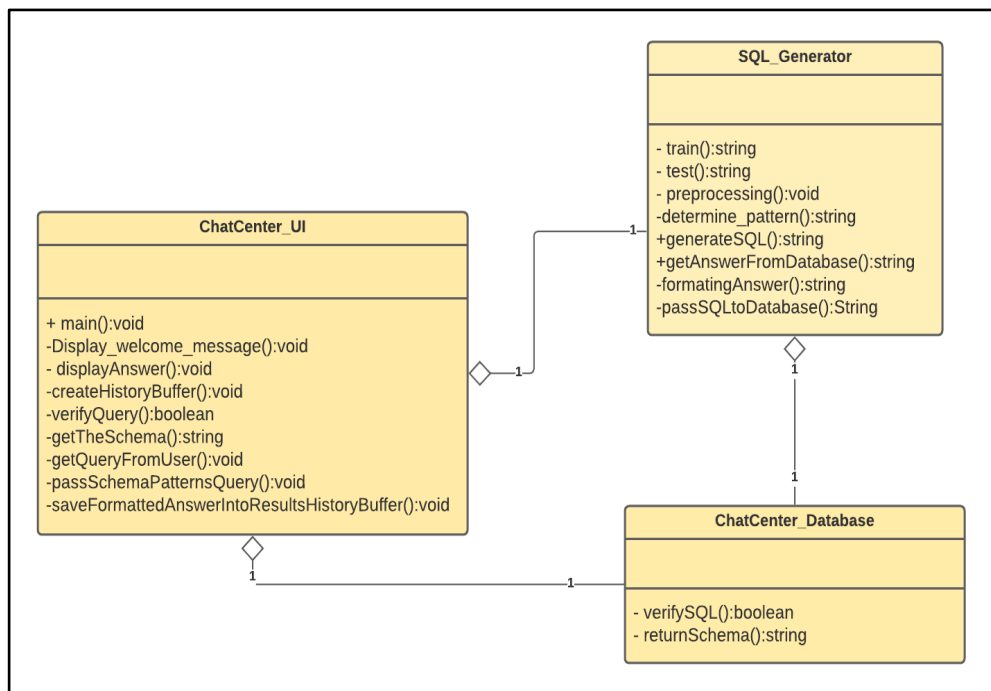 SQL_Generator
- train():string
- test():string
- preprocessing():void
-determine_pattern():string
+generateSQL():string
+getAnswerFromDatabase():string
-formatingAnswer():string
-passSQLtoDatabase():String
ChatCenter_UI
+ main():void
-Display_welcome_message():void
- displayAnswer():void
-createHistoryBuffer():void
-verifyQuery():boolean
-getTheSchema():string
-getQueryFromUser():void
-passSchemaPatternsQuery():void
-saveFormattedAnswerIntoResultsHistoryBuffer():void
1
1
1
1
ChatCenter_Database
- verifySQL():boolean
- returnSchema():string
1
1